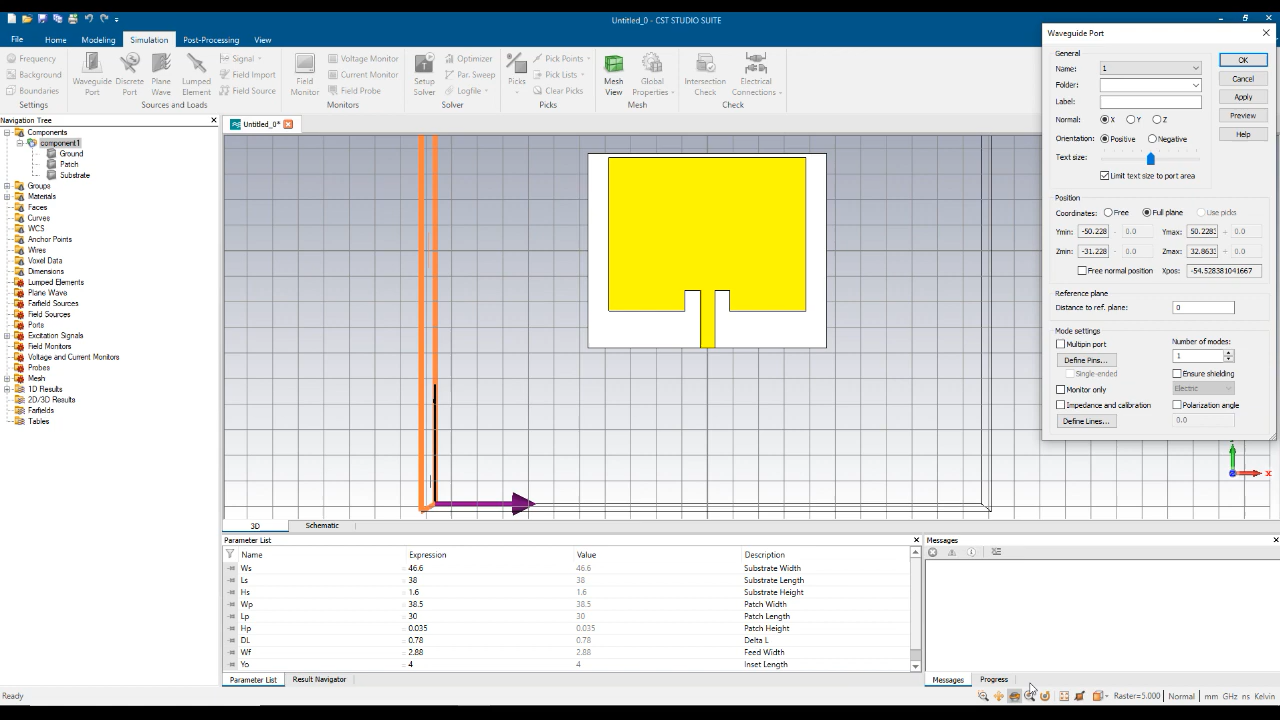 Untitled_0 - CST STUDIO SUITE
File Home Modeling Simulation Post-Processing View
Frequency
Background
Boundaries
Settings
Waveguide Port
Discrete Port
Plane Wave
Lumped Element
Signal
Field Import
Field Source
Sources and Loads
Field Monitor
Voltage Monitor
Current Monitor
Field Probe
Monitors
Setup Solver
Optimizer
Par. Sweep
Logfile
Solver
Picks
Pick Points
Pick Lists
Clear Picks
Picks
Mesh View
Global Properties
Mesh
Intersection Check
Electrical Connections
Check
Navigation Tree
Components
component1
Ground
Patch
Substrate
Groups
Materials
Faces
Curves
WCS
Anchor Points
Wires
Voxel Data
Dimensions
Lumped Elements
Plane Wave
Farfield Sources
Field Sources
Ports
Excitation Signals
Field Monitors
Voltage and Current Monitors
Probes
Mesh
1D Results
2D/3D Results
Farfields
Tables
Untitled_0*
x
3D Schematic
Waveguide Port
General
Name: 1
Folder:
Label:
Normal: X Y Z
Orientation: Positive Negative
Text size:
Limit text size to port area
OK
Cancel
Apply
Preview
Help
Position
Coordinates: Free Full plane Use picks
Ymin: -50.228 - 0.0 Ymax: 50.2283 + 0.0
Zmin: -31.228 - 0.0 Zmax: 32.8633 + 0.0
Free normal position Xpos: -54.528381041667
Reference plane
Distance to ref. plane: 0
Mode settings
Multipin port
Number of modes:
Define Pins...
1
Single-ended
Ensure shielding
Monitor only
Electric
Impedance and calibration
Polarization angle
Define Lines...
0.0
Parameter List
Name Expression Value Description
Ws = 46.6 46.6 Substrate Width
Ls = 38 38 Substrate Length
Hs = 1.6 1.6 Substrate Height
Wp = 38.5 38.5 Patch Width
Lp = 30 30 Patch Length
Hp = 0.035 0.035 Patch Height
DL = 0.78 0.78 Delta L
Wf = 2.88 2.88 Feed Width
Yo = 4 4 Inset Length
Parameter List Result Navigator
Messages
Messages Progress
Ready
Raster=5.000 Normal mm GHz ns Kelvin